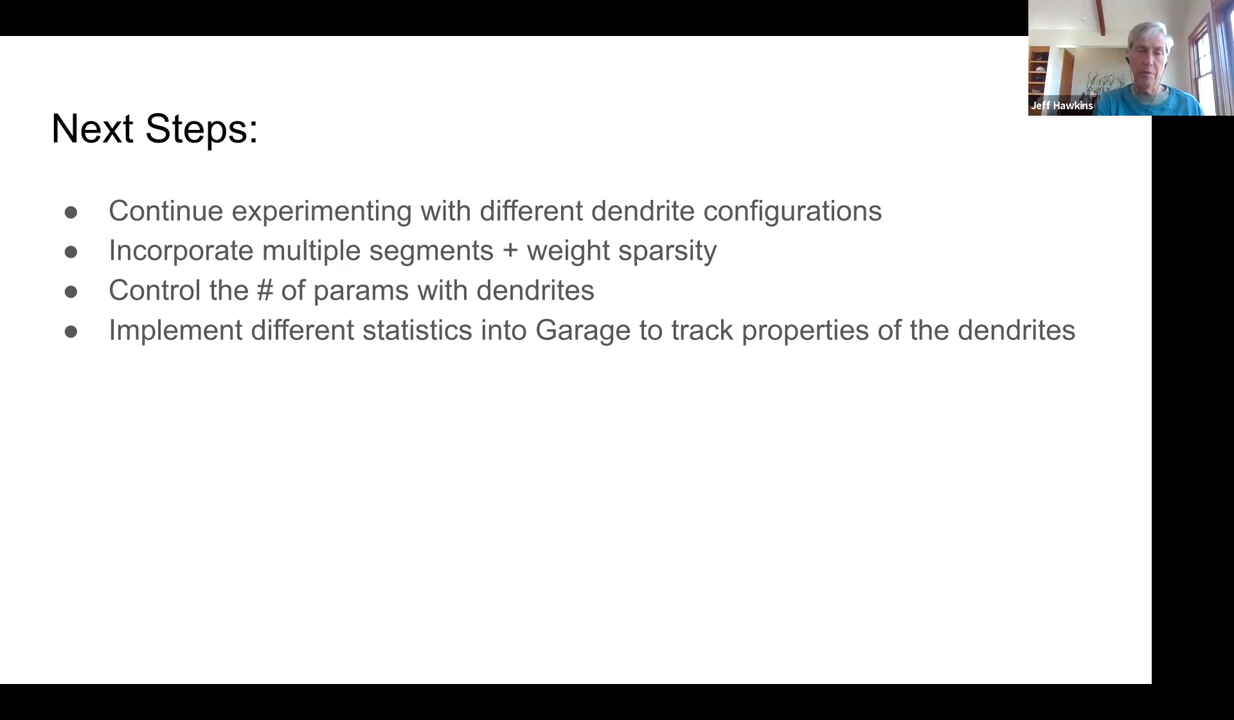 Jeff Hawkins
Next Steps:
● Continue experimenting with different dendrite configurations
● Incorporate multiple segments + weight sparsity
● Control the # of params with dendrites
● Implement different statistics into Garage to track properties of the dendrites